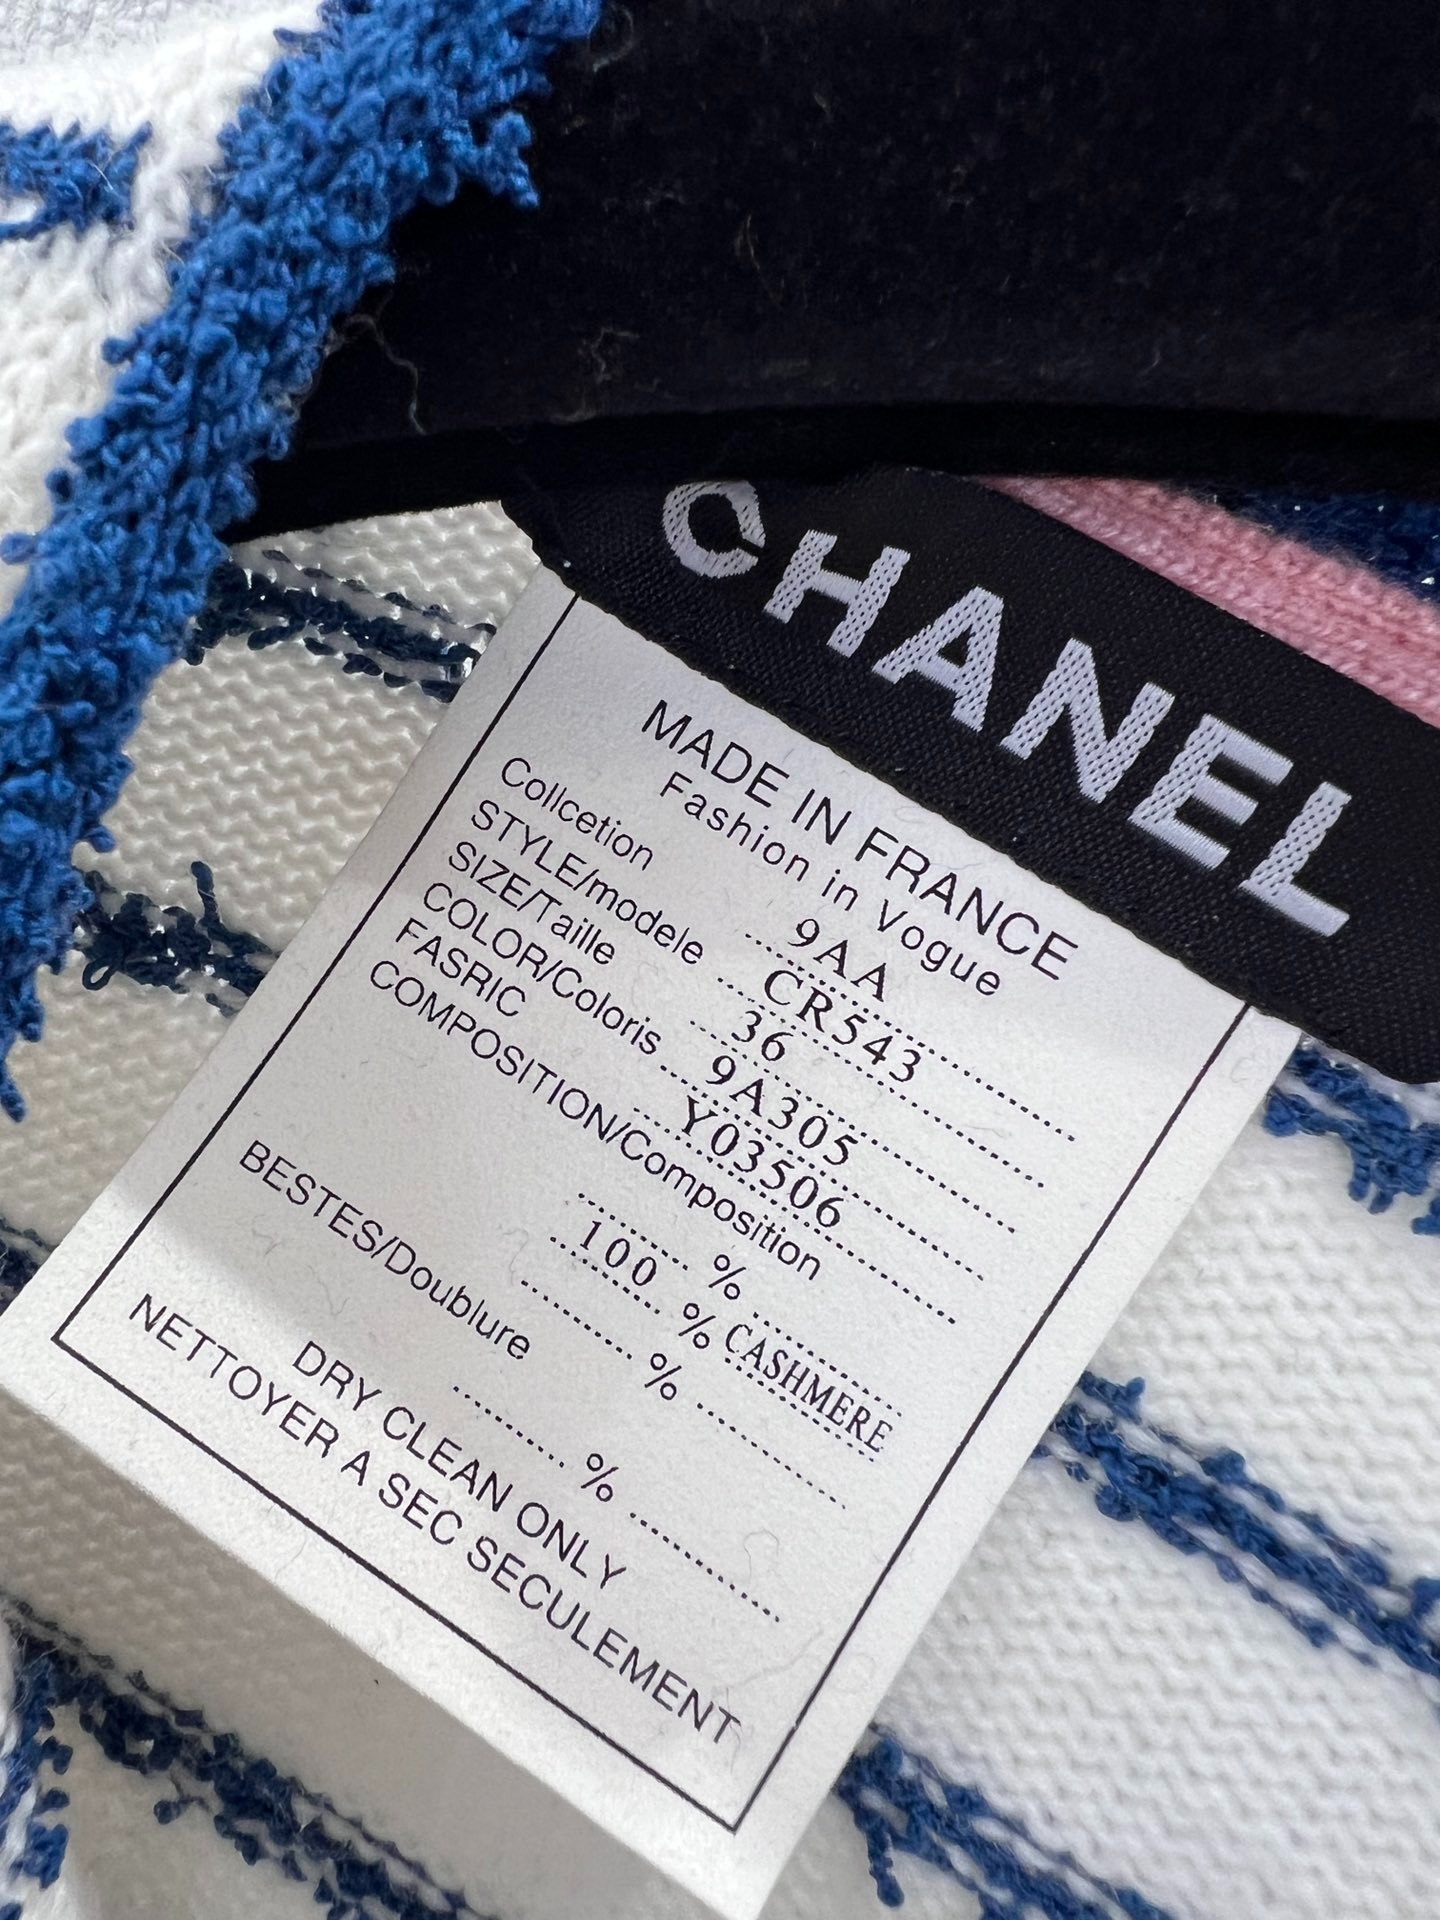 CHANEL
MADE IN FRANCE
Fashion in Vogue
Collcetion 9AA
STYLE/modele CR543
SIZE/Taille 36
COLOR/Coloris 9A305
FASRIC Y03506
COMPOSITION/Composition
%
100 % CASHMERE
%
BESTES/Doublure
%
DRY CLEAN ONLY
NETTOYER A SEC SECULEMENT